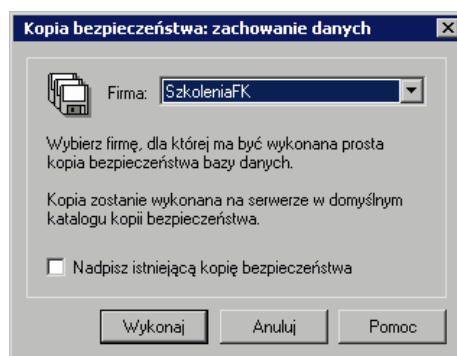 Kopia bezpieczeństwa: zachowanie danych
Firma: SzkoleniaFK
Wybierz firmę, dla której ma być wykonana prosta
kopia bezpieczeństwa bazy danych.
Kopia zostanie wykonana na serwerze w domyślnym
katalogu kopii bezpieczeństwa.
Nadpisz istniejącą kopię bezpieczeństwa
Wykonaj Anuluj Pomoc